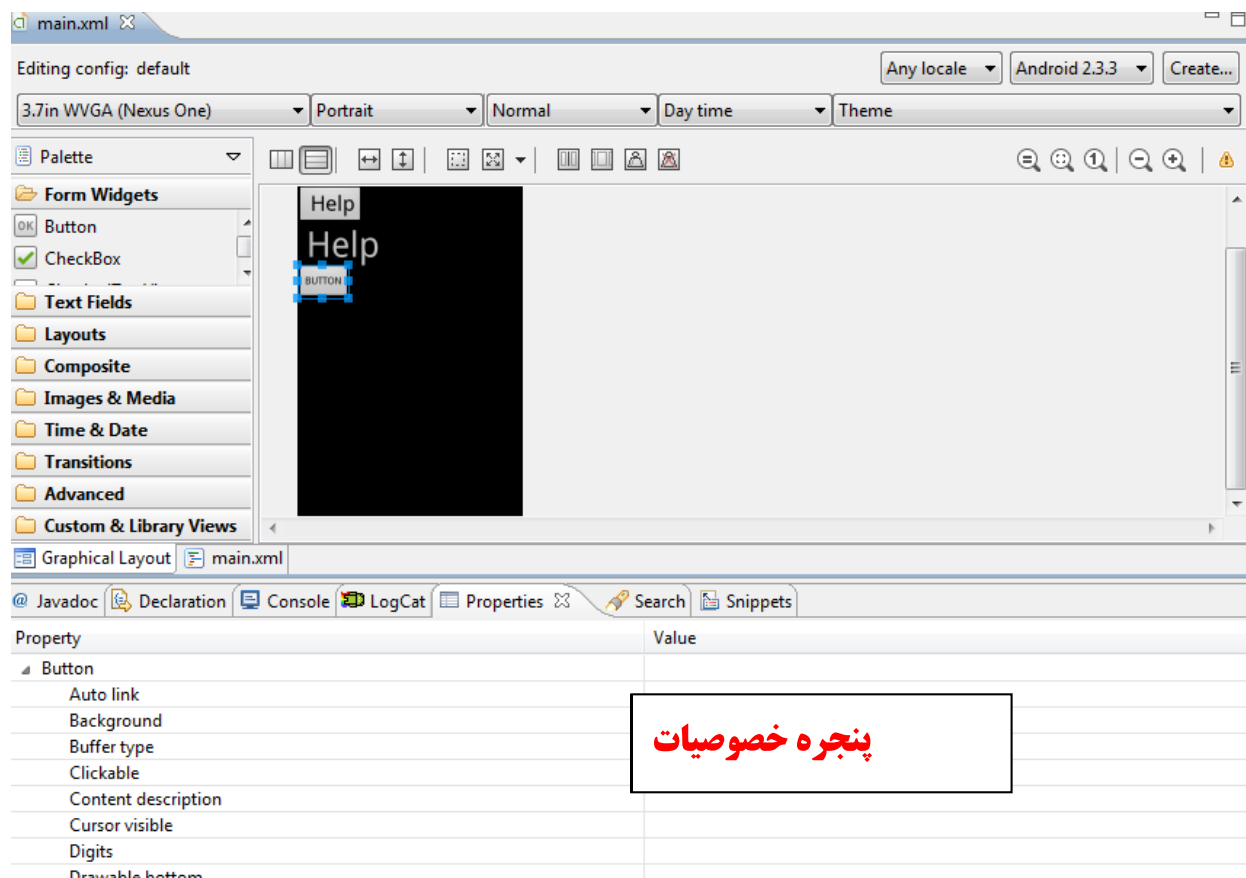 main.xml
Editing config: default
Any locale Android 2.3.3 Create...
3.7in WVGA (Nexus One) Portrait Normal Day time Theme
Palette
Form Widgets
Button
CheckBox
Text Fields
Layouts
Composite
Images & Media
Time & Date
Transitions
Advanced
Custom & Library Views
Help
Help
BUTTON
Graphical Layout main.xml
@ Javadoc Declaration Console LogCat Properties Search Snippets
Property Value
Button
Auto link
Background
Buffer type
Clickable
Content description
Cursor visible
Digits
Drawable bottom
پنجره خصوصیات